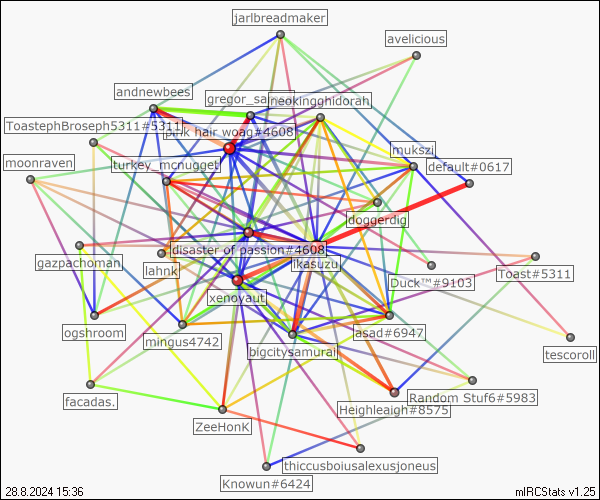 jarlbreadmaker
avelicious
andnewbees
gregor_samsa
neokingghidorah
ToastephBroseph5311#5311
pink hair woag#4608
mukszi
moonraven
turkey_mcnugget
default#0617
doggerdig
disaster of passion#4608
gazpachoman
lahnk
ikasuzu
Duck™#9103
Toast#5311
xenoyaut
ogshroom
mingus4742
asad#6947
tescoroll
bigcitysamurai
facadas.
Random Stuf6#5983
Heighleaigh#8575
ZeeHonK
thiccusboiusalexusjoneus
Knowun#6424
28.8.2024 15:36
mIRCStats v1.25